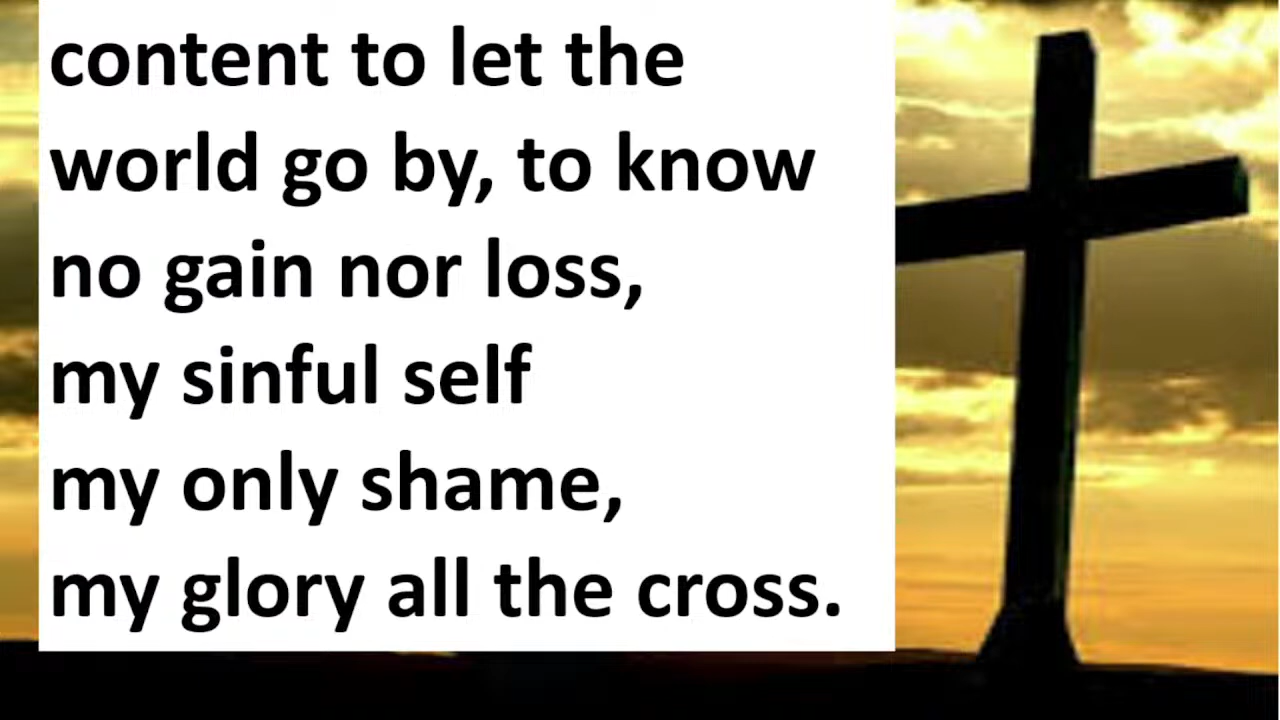 content to let the
world go by, to know
no gain nor loss,
my sinful self
my only shame,
my glory all the cross.